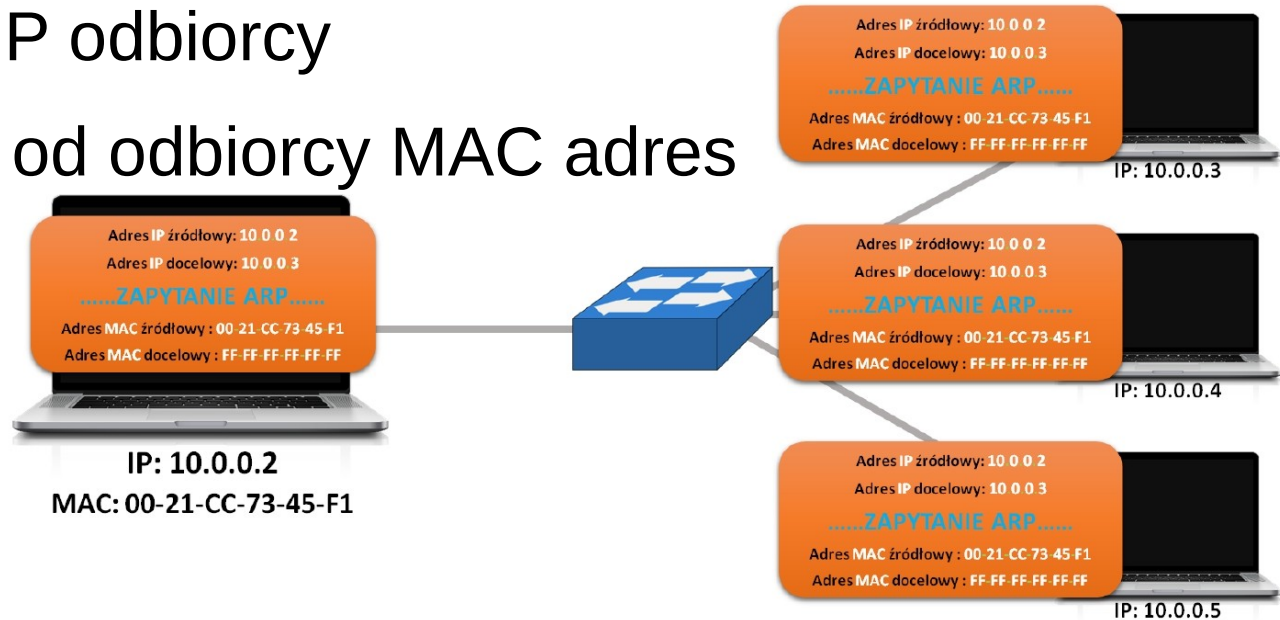 P odbiorcy
od odbiorcy MAC adres
Adres IP źródłowy: 10.0.0.2
Adres IP docelowy: 10.0.0.3
......ZAPYTANIE ARP......
Adres MAC źródłowy : 00-21-CC-73-45-F1
Adres MAC docelowy : FF-FF-FF-FF-FF-FF
IP: 10.0.0.2
MAC: 00-21-CC-73-45-F1
Adres IP źródłowy: 10.0.0.2
Adres IP docelowy: 10.0.0.3
......ZAPYTANIE ARP......
Adres MAC źródłowy : 00-21-CC-73-45-F1
Adres MAC docelowy : FF-FF-FF-FF-FF-FF
IP: 10.0.0.3
Adres IP źródłowy: 10.0.0.2
Adres IP docelowy: 10.0.0.3
......ZAPYTANIE ARP......
Adres MAC źródłowy : 00-21-CC-73-45-F1
Adres MAC docelowy : FF-FF-FF-FF-FF-FF
IP: 10.0.0.4
Adres IP źródłowy: 10.0.0.2
Adres IP docelowy: 10.0.0.3
......ZAPYTANIE ARP......
Adres MAC źródłowy : 00-21-CC-73-45-F1
Adres MAC docelowy : FF-FF-FF-FF-FF-FF
IP: 10.0.0.5